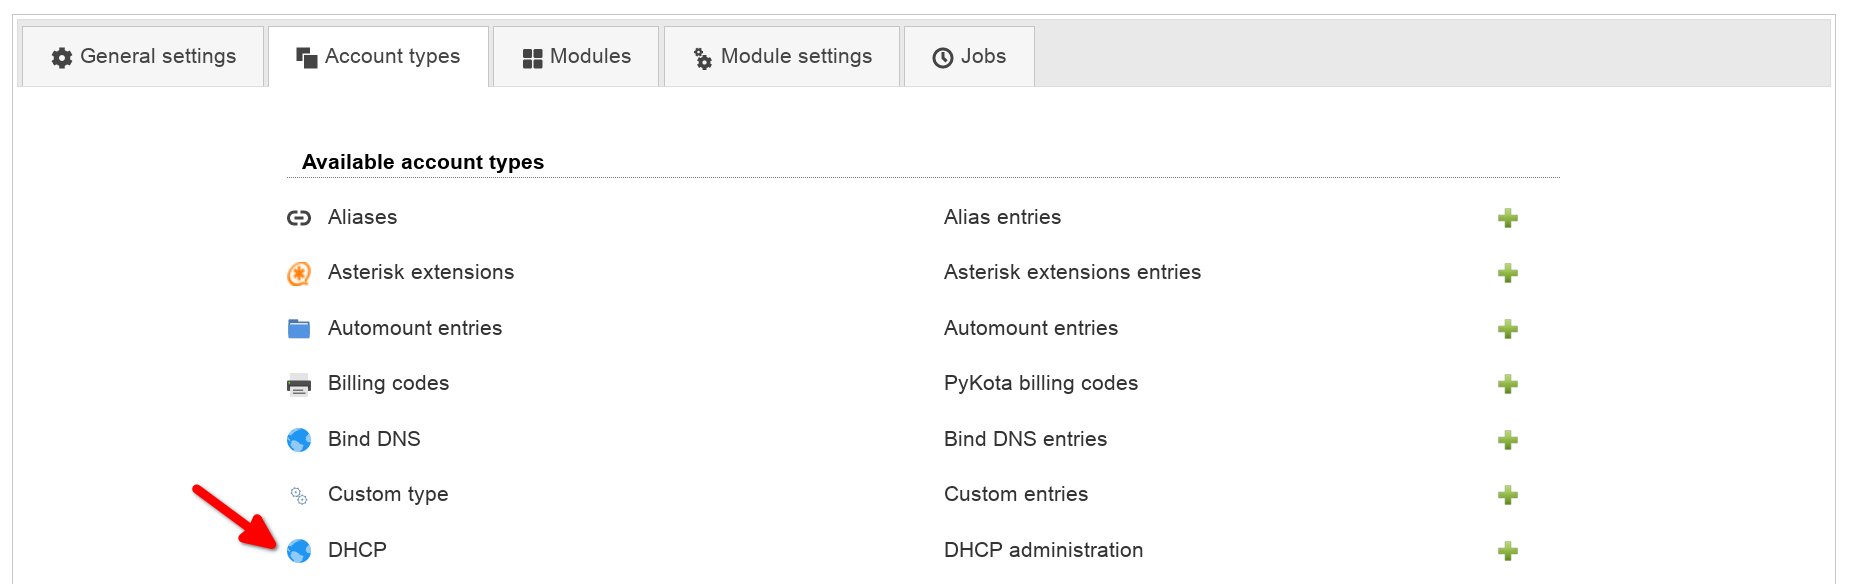 General settings Account types Modules Module settings Jobs
Available account types
Aliases Alias entries
Asterisk extensions Asterisk extensions entries
Automount entries Automount entries
Billing codes PyKota billing codes
Bind DNS Bind DNS entries
Custom type Custom entries
DHCP DHCP administration